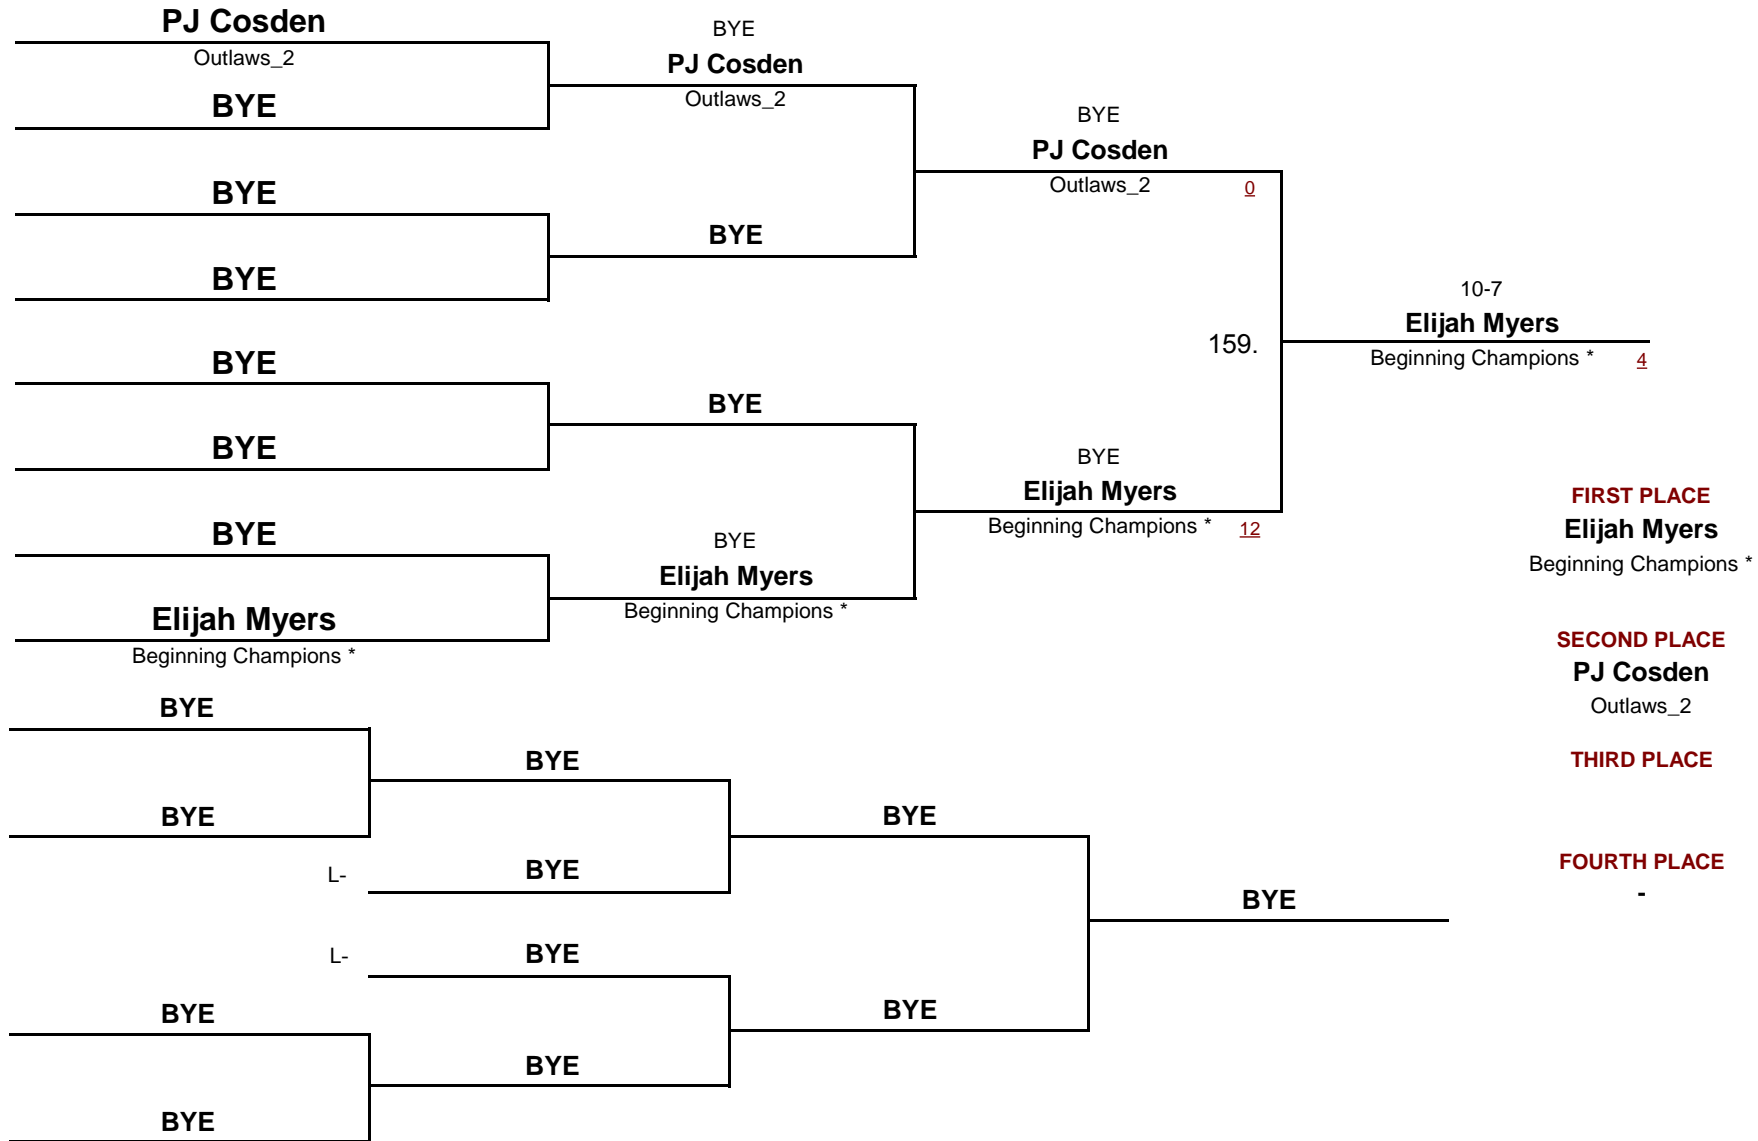 PJ Cosden
Outlaws_2
BYE
BYE
BYE
BYE
BYE
BYE
Elijah Myers
Beginning Champions *
BYE
PJ Cosden
Outlaws_2
BYE
BYE
BYE
Elijah Myers
Beginning Champions *
BYE
PJ Cosden
Outlaws_2 0
159.
BYE
Elijah Myers
Beginning Champions * 12
10-7
Elijah Myers
Beginning Champions * 4
FIRST PLACE
Elijah Myers
Beginning Champions *
SECOND PLACE
PJ Cosden
Outlaws_2
THIRD PLACE
FOURTH PLACE
-
BYE
BYE
L-
L-
BYE
BYE
BYE
BYE
BYE
BYE
BYE
BYE
BYE